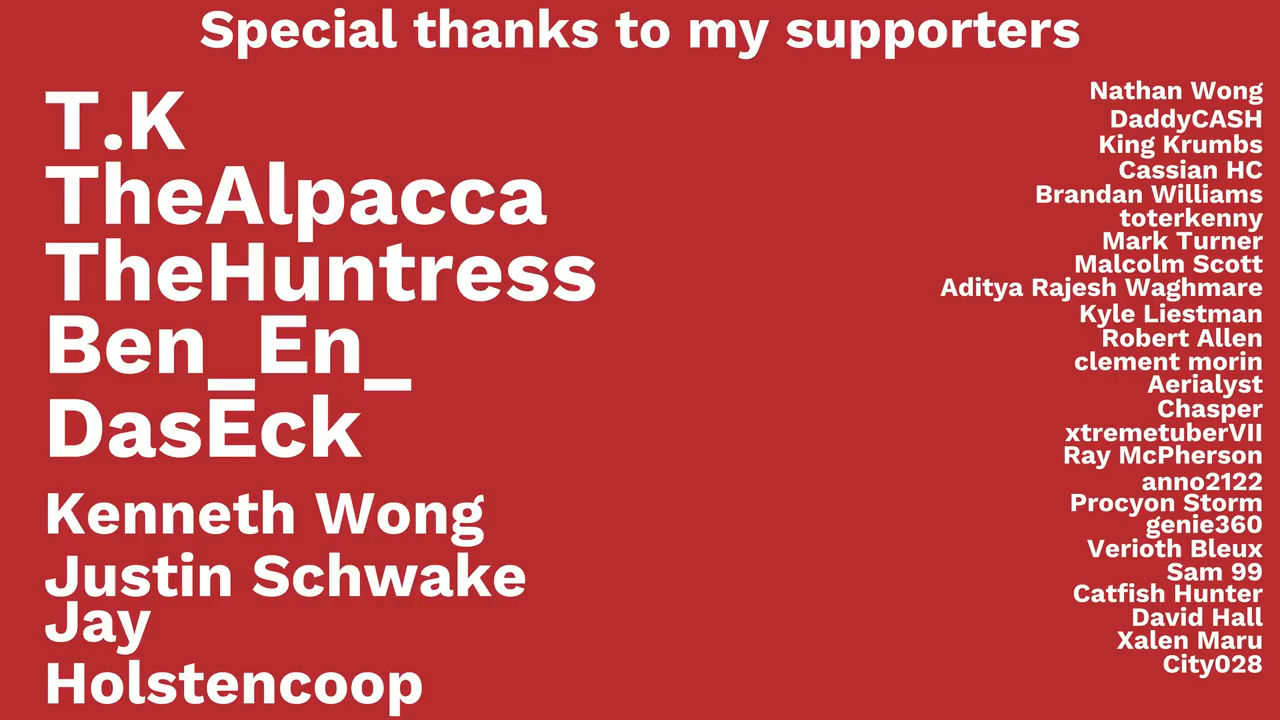 Special thanks to my supporters
T.K
TheAlpacca
TheHuntress
Ben_En_
DasEck
Kenneth Wong
Justin Schwake
Jay
Holstencoop
Nathan Wong
DaddyCASH
King Krumbs
Cassian HC
Brandan Williams
toterkenny
Mark Turner
Malcolm Scott
Aditya Rajesh Waghmare
Kyle Liestman
Robert Allen
clement morin
Aerialyst
Chasper
xtremetuberVII
Ray McPherson
anno2122
Procyon Storm
genie360
Verioth Bleux
Sam 99
Catfish Hunter
David Hall
Xalen Maru
City028